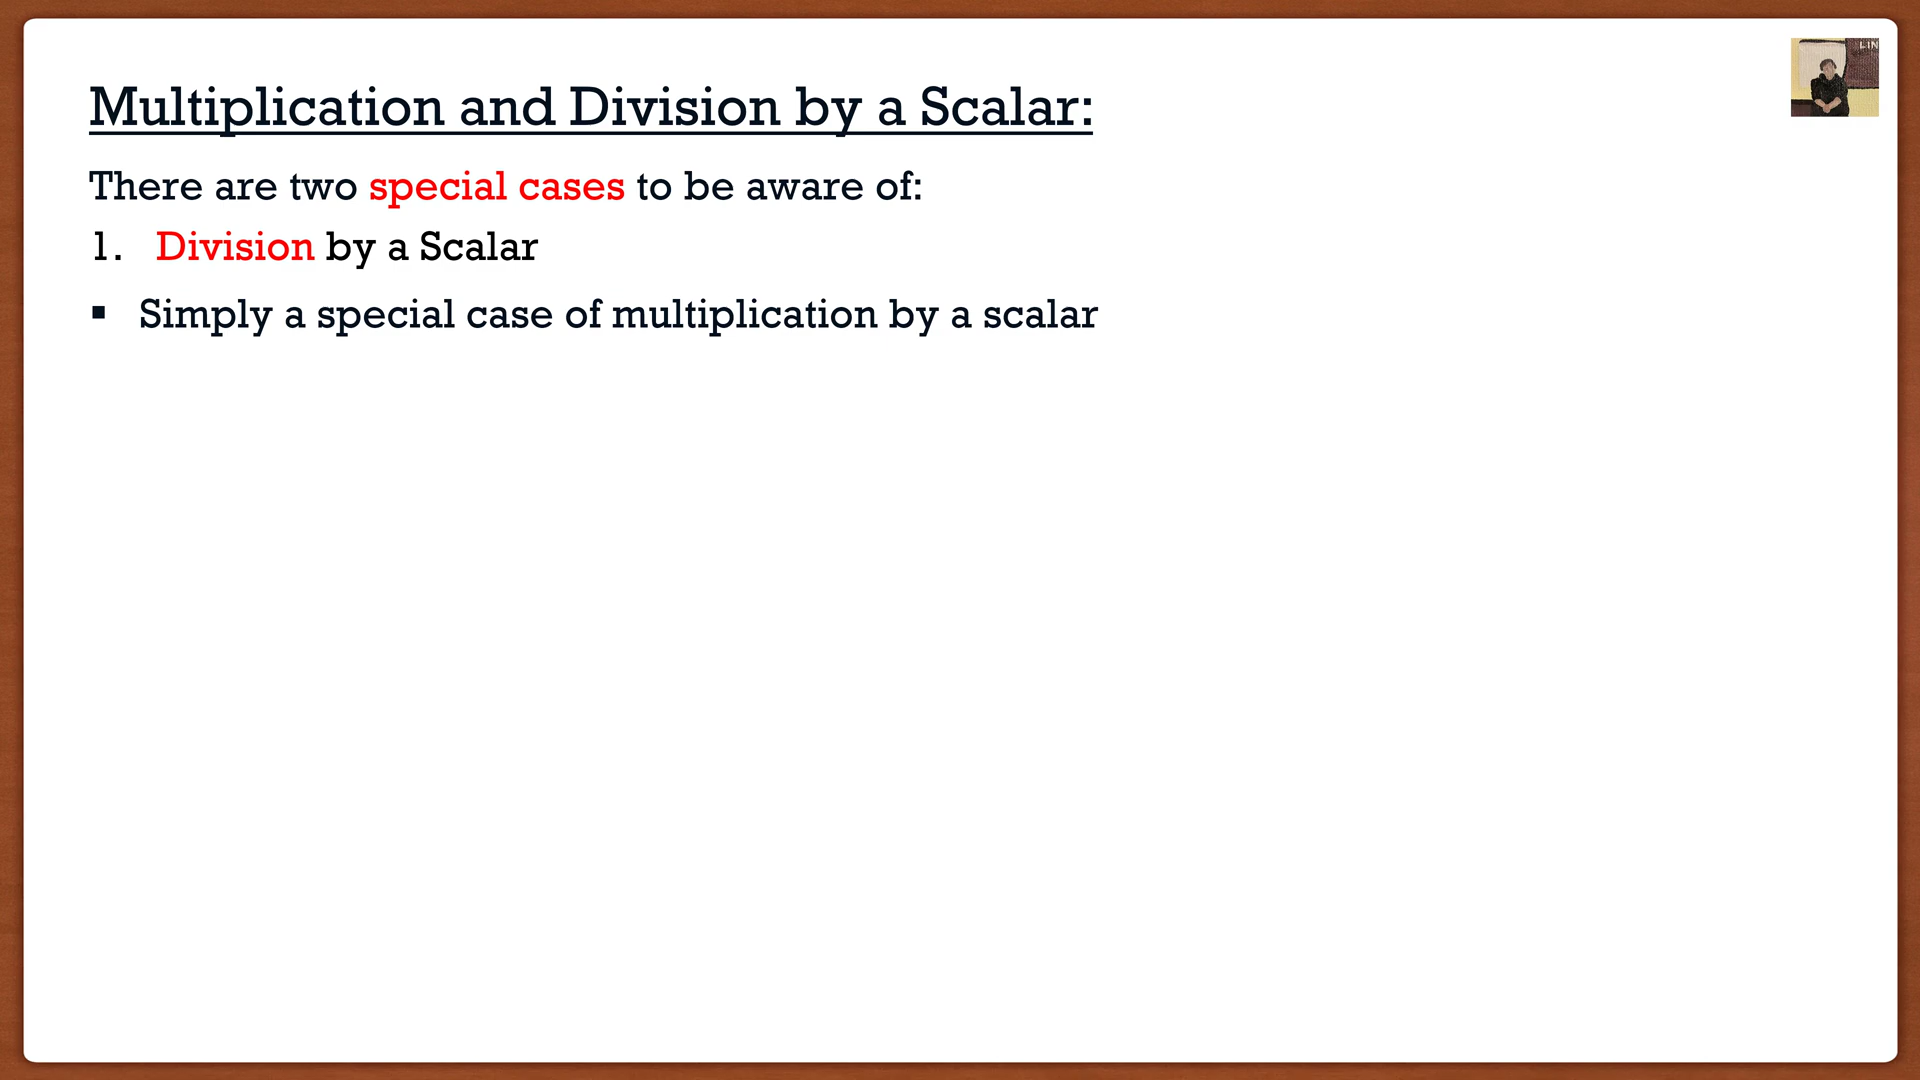 LIN
Multiplication and Division by a Scalar:
There are two special cases to be aware of:
1. Division by a Scalar
▪ Simply a special case of multiplication by a scalar